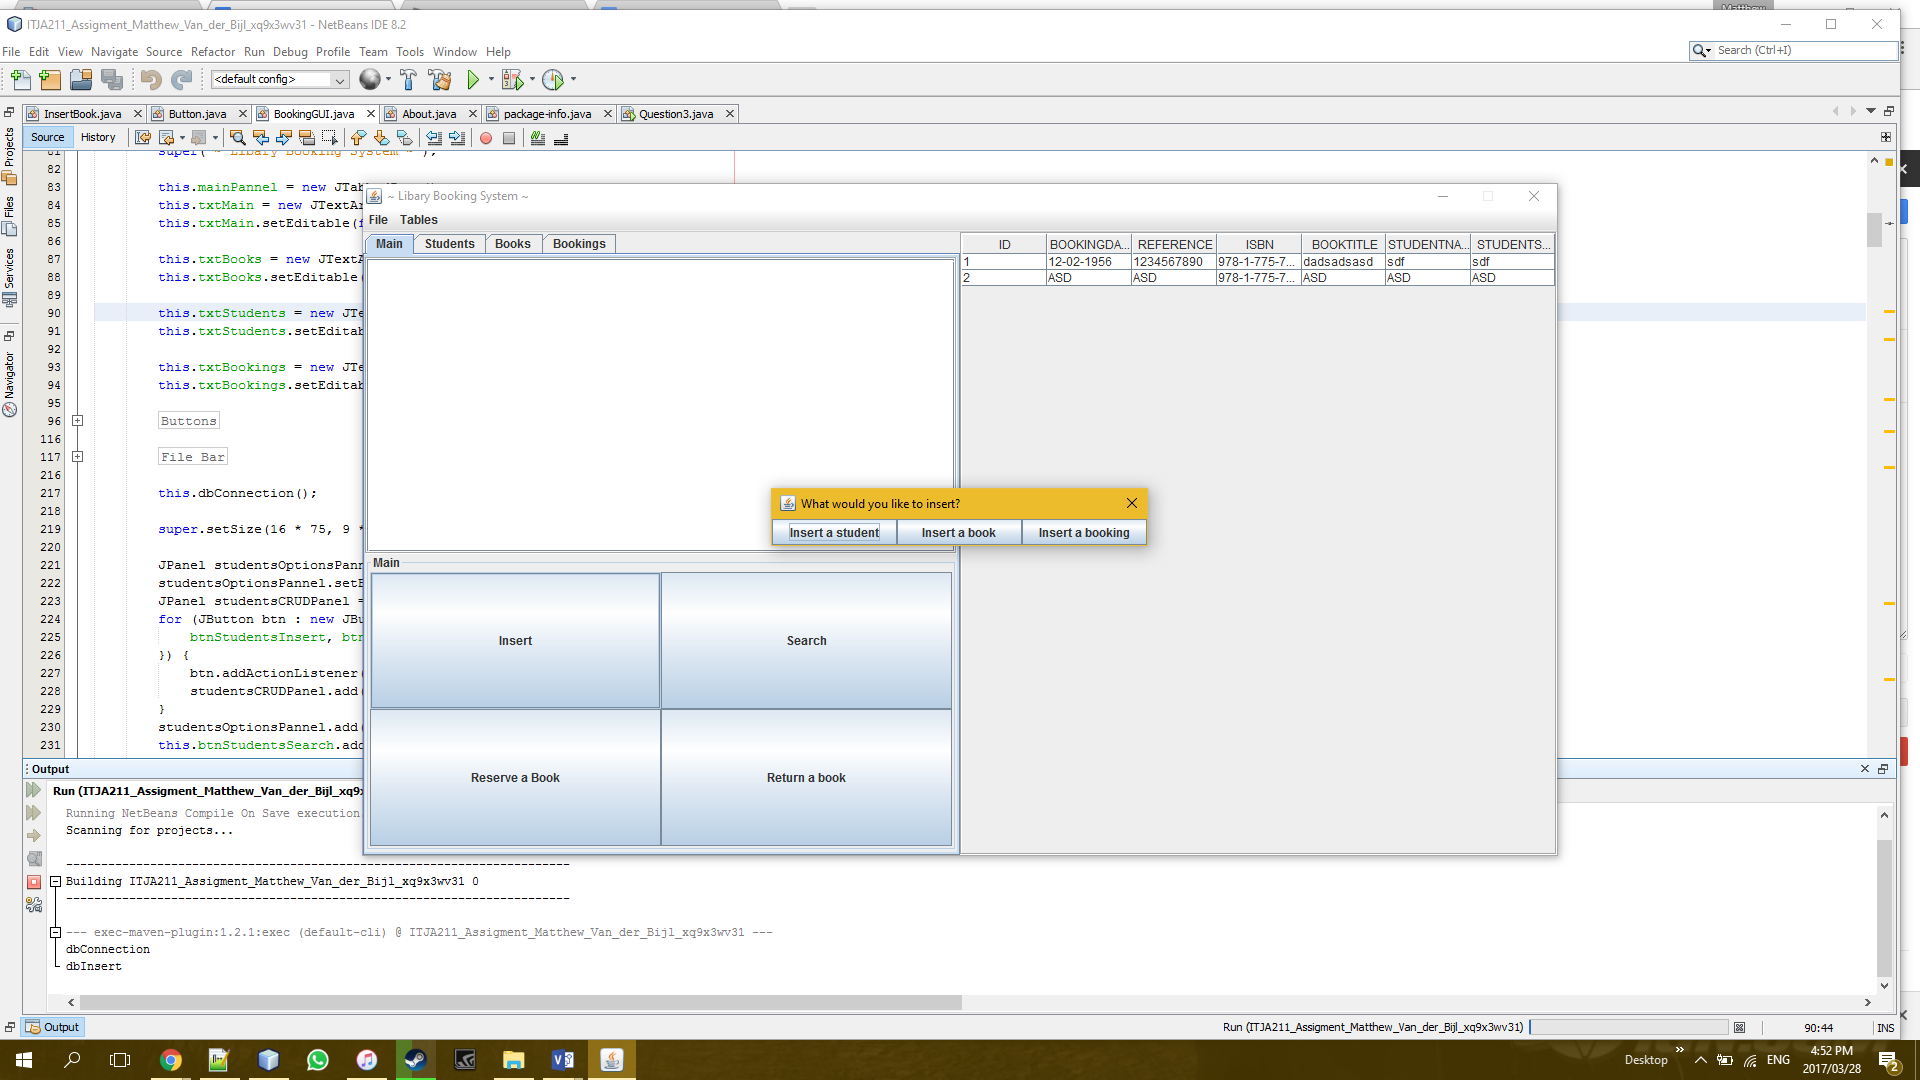 Matthew
ITJA211_Assigment_Matthew_Van_der_Bijl_xq9x3wv31 - NetBeans IDE 8.2
File Edit View Navigate Source Refactor Run Debug Profile Team Tools Window Help
Search (Ctrl+I)
<default config>
InsertBook.java Button.java BookingGUI.java About.java package-info.java Question3.java
Source History
Projects
Files
Services
Navigator
81 super("~ Libary Booking System ~");
82
83 this.mainPannel = new JTab
84 this.txtMain = new JTextAr
85 this.txtMain.setEditable(f
86
87 this.txtBooks = new JTextA
88 this.txtBooks.setEditable(
89
90 this.txtStudents = new JTe
91 this.txtStudents.setEditab
92
93 this.txtBookings = new JTe
94 this.txtBookings.setEditab
95
96 Buttons
116
117 File Bar
216
217 this.dbConnection();
218
219 super.setSize(16 * 75, 9 *
220
221 JPanel studentsOptionsPann
222 studentsOptionsPannel.setB
223 JPanel studentsCRUDPanel =
224 for (JButton btn : new JBu
225 btnStudentsInsert, btn
226 }) {
227 btn.addActionListener(
228 studentsCRUDPanel.add(
229 }
230 studentsOptionsPannel.add(
231 this.btnStudentsSearch.add
~ Libary Booking System ~
File Tables
Main Students Books Bookings
ID BOOKINGDA... REFERENCE ISBN BOOKTITLE STUDENTNA... STUDENTS...
1 12-02-1956 1234567890 978-1-775-7... dadsadsasd sdf sdf
2 ASD ASD 978-1-775-7... ASD ASD ASD
What would you like to insert?
Insert a student Insert a book Insert a booking
Main
Insert Search
Reserve a Book Return a book
Output
Run (ITJA211_Assigment_Matthew_Van_der_Bijl_xq9x
Running NetBeans Compile On Save execution.
Scanning for projects...
------------------------------------------------------------------------
Building ITJA211_Assigment_Matthew_Van_der_Bijl_xq9x3wv31 0
------------------------------------------------------------------------
--- exec-maven-plugin:1.2.1:exec (default-cli) @ ITJA211_Assigment_Matthew_Van_der_Bijl_xq9x3wv31 ---
dbConnection
dbInsert
Output
Run (ITJA211_Assigment_Matthew_Van_der_Bijl_xq9x3wv31)
90:44 INS
Desktop
ENG
4:52 PM
2017/03/28
2